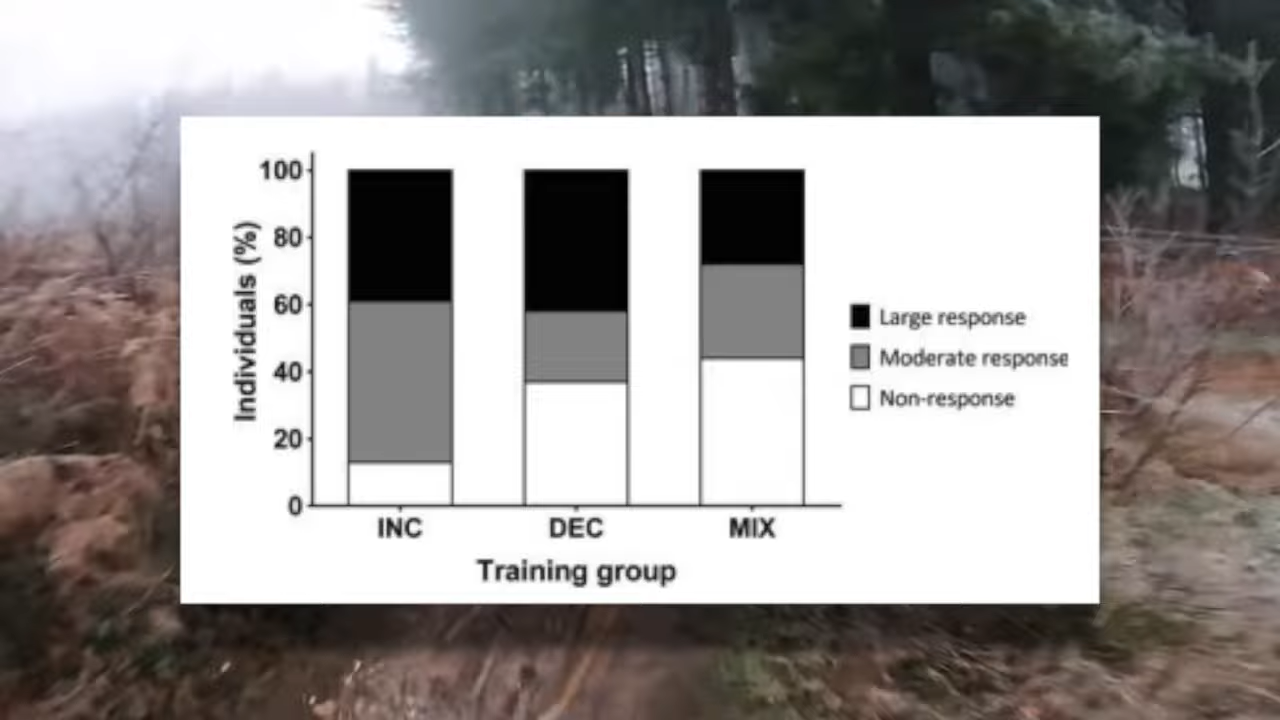 100
80
60
40
20
0
Individuals (%)
INC DEC MIX
Training group
Large response
Moderate response
Non-response